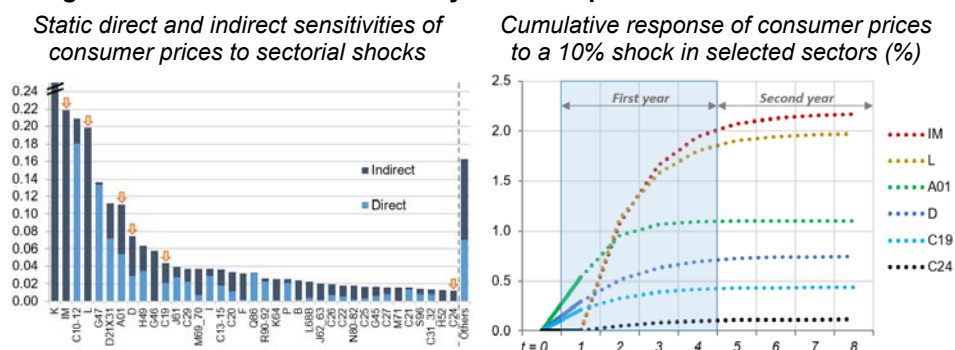 Static direct and indirect sensitivities of
consumer prices to sectorial shocks
0.24
0.22
0.20
0.18
0.16
0.14
0.12
0.10
0.08
0.06
0.04
0.02
0.00
Indirect
Direct
K
IM
C10-12
L
G47
D21X31
A01
D
H49
G46
C19
J61
C29
M69_70
I
C13-15
C20
F
Q86
R90-92
K64
P
B
L68B
J62_63
C26
C22
N80-82
C25
G45
C27
M71
C21
S96
C31_32
H52
C24
Others
Cumulative response of consumer prices
to a 10% shock in selected sectors (%)
2.5
2.0
1.5
1.0
0.5
0.0
First year
Second year
IM
L
A01
D
C19
C24
t = 0 1 2 3 4 5 6 7 8